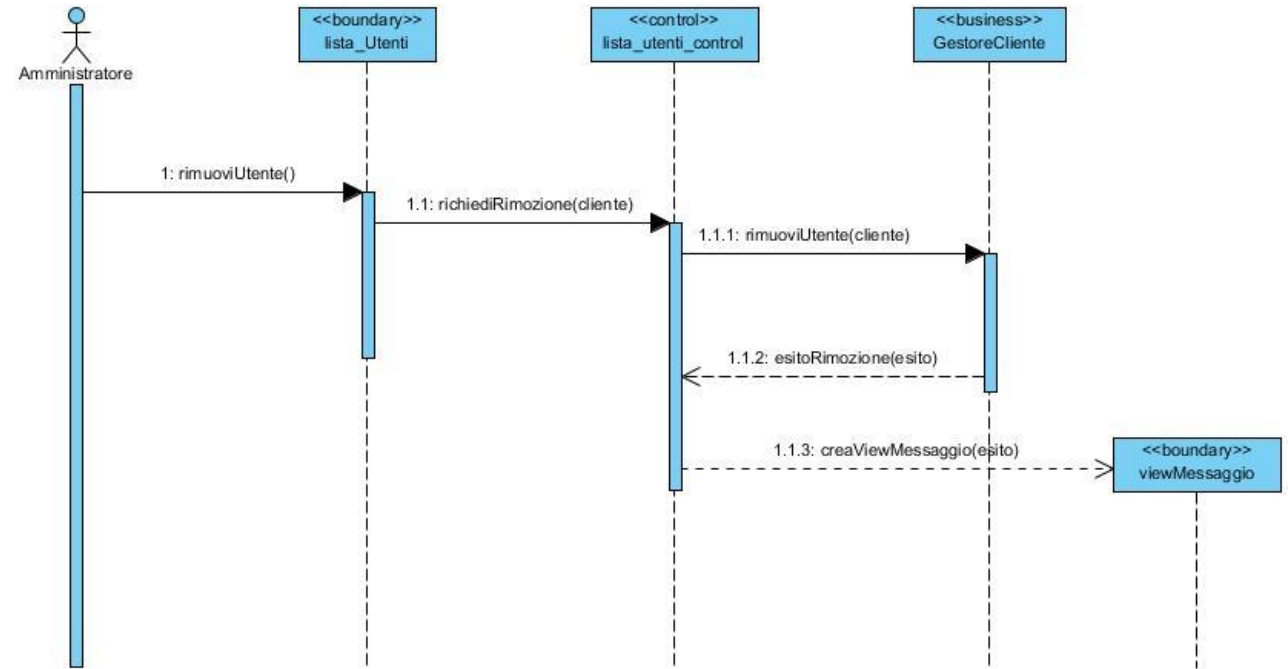 <<boundary>>
lista_Utenti
<<control>>
lista_utenti_control
<<business>>
GestoreCliente
Amministratore
1: rimuoviUtente()
1.1: richiediRimozione(cliente)
1.1.1: rimuoviUtente(cliente)
1.1.2: esitoRimozione(esito)
1.1.3: creaViewMessaggio(esito)
<<boundary>>
viewMessaggio